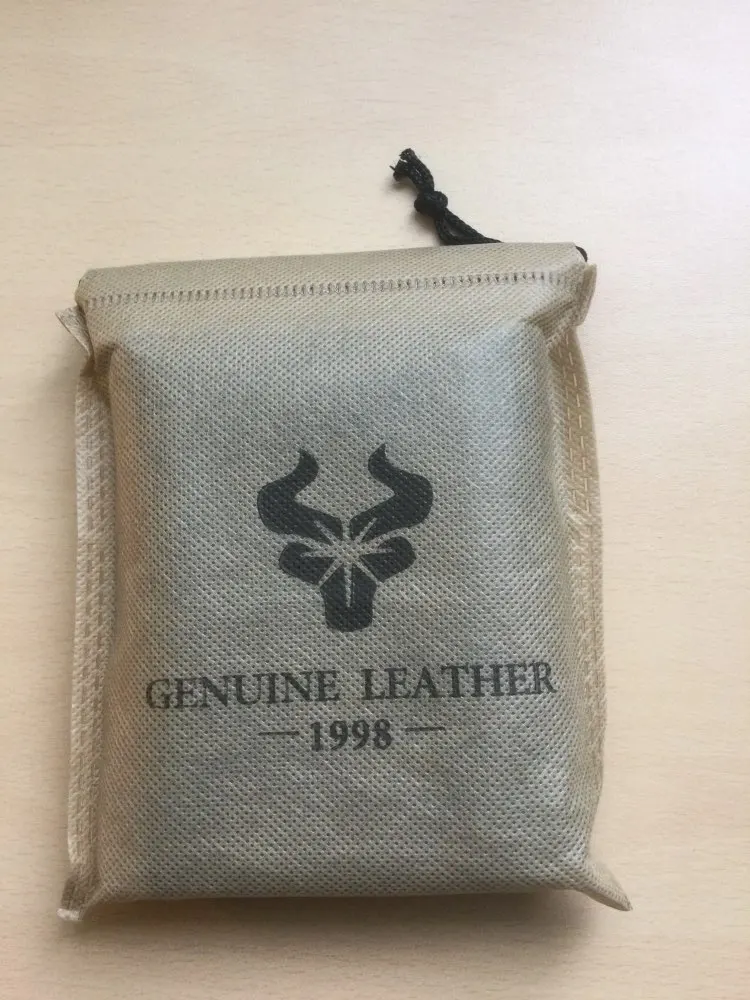 GENUINE LEATHER
— 1998 —